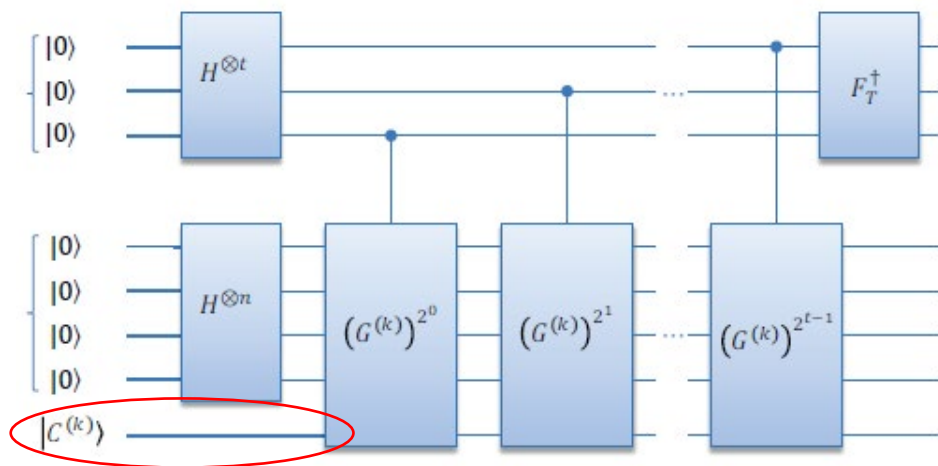 |0⟩
|0⟩
|0⟩
H^{⊗t}
...
F_T^†
|0⟩
|0⟩
|0⟩
|0⟩
H^{⊗n}
(G^{(k)})^{2^0}
(G^{(k)})^{2^1}
...
(G^{(k)})^{2^{t-1}}
|C^{(k)}⟩